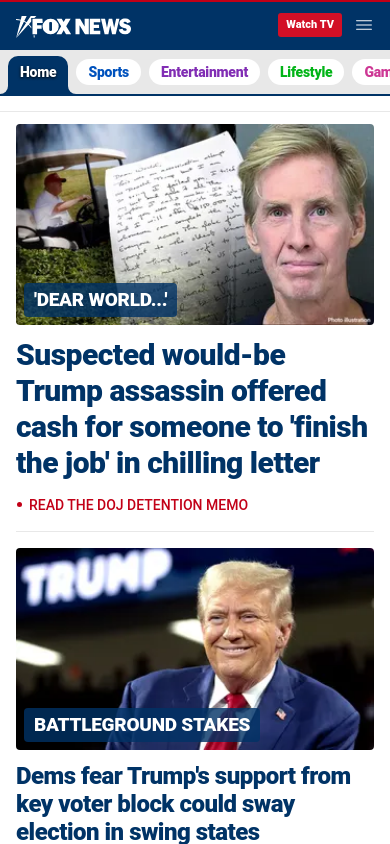 FOX NEWS
Watch TV
Home Sports Entertainment Lifestyle Gam
'DEAR WORLD...'
Photo illustration
Suspected would-be
Trump assassin offered
cash for someone to 'finish
the job' in chilling letter
READ THE DOJ DETENTION MEMO
TRUMP
BATTLEGROUND STAKES
Dems fear Trump's support from
key voter block could sway
election in swing states